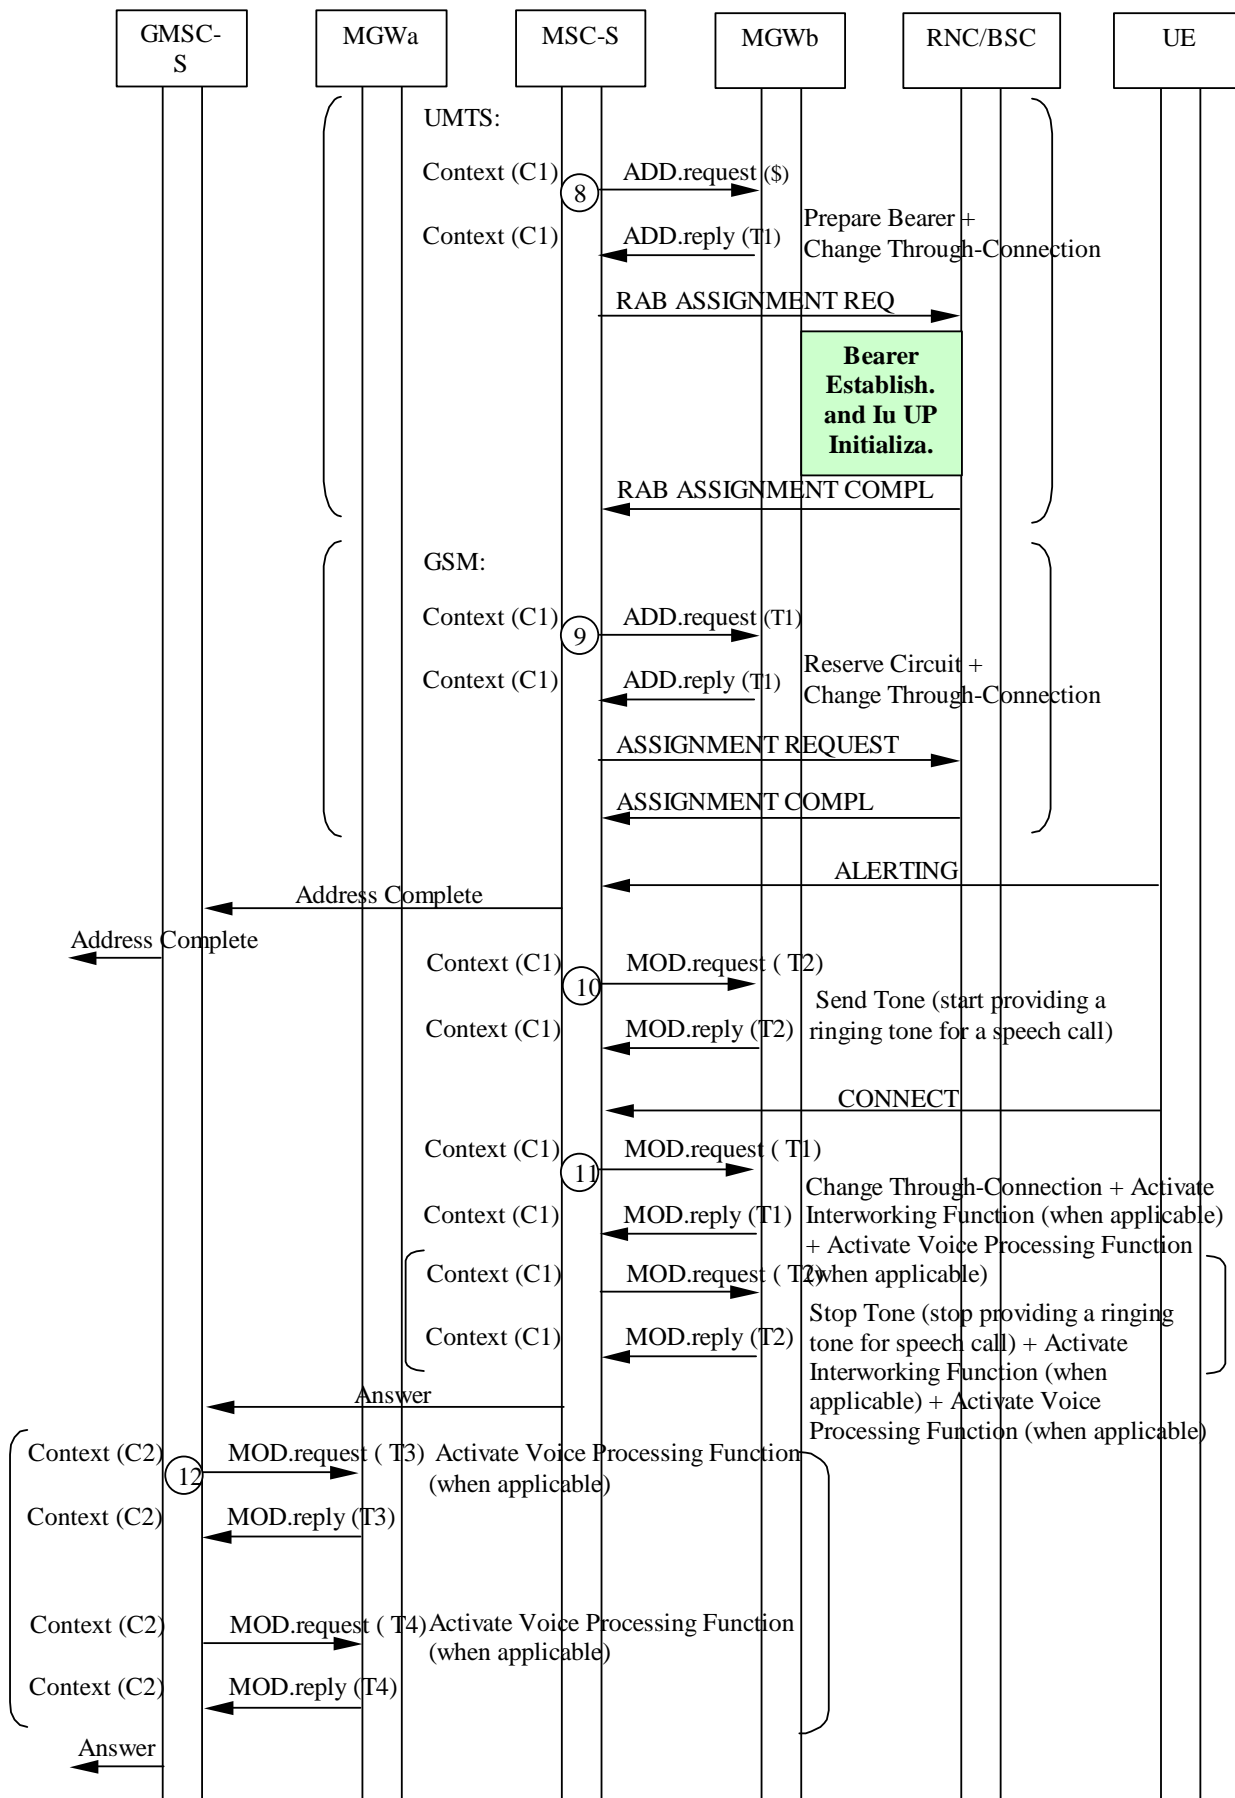 GMSC-
S
MGWa
MSC-S
MGWb
RNC/BSC
UE
UMTS:
Context (C1)
8
ADD.request ($)
Context (C1)
ADD.reply (T1)
Prepare Bearer +
Change Through-Connection
RAB ASSIGNMENT REQ
Bearer
Establish.
and Iu UP
Initializa.
RAB ASSIGNMENT COMPL
GSM:
Context (C1)
9
ADD.request (T1)
Context (C1)
ADD.reply (T1)
Reserve Circuit +
Change Through-Connection
ASSIGNMENT REQUEST
ASSIGNMENT COMPL
ALERTING
Address Complete
Address Complete
Context (C1)
10
MOD.request ( T2)
Context (C1)
MOD.reply (T2)
Send Tone (start providing a
ringing tone for a speech call)
CONNECT
Context (C1)
11
MOD.request ( T1)
Context (C1)
MOD.reply (T1)
Change Through-Connection + Activate
Interworking Function (when applicable)
+ Activate Voice Processing Function
(when applicable)
Context (C1)
MOD.request ( T2)
Context (C1)
MOD.reply (T2)
Stop Tone (stop providing a ringing
tone for speech call) + Activate
Interworking Function (when
applicable) + Activate Voice
Processing Function (when applicable)
Answer
Context (C2)
12
MOD.request ( T3)
Activate Voice Processing Function
(when applicable)
Context (C2)
MOD.reply (T3)
Context (C2)
MOD.request ( T4)
Activate Voice Processing Function
(when applicable)
Context (C2)
MOD.reply (T4)
Answer